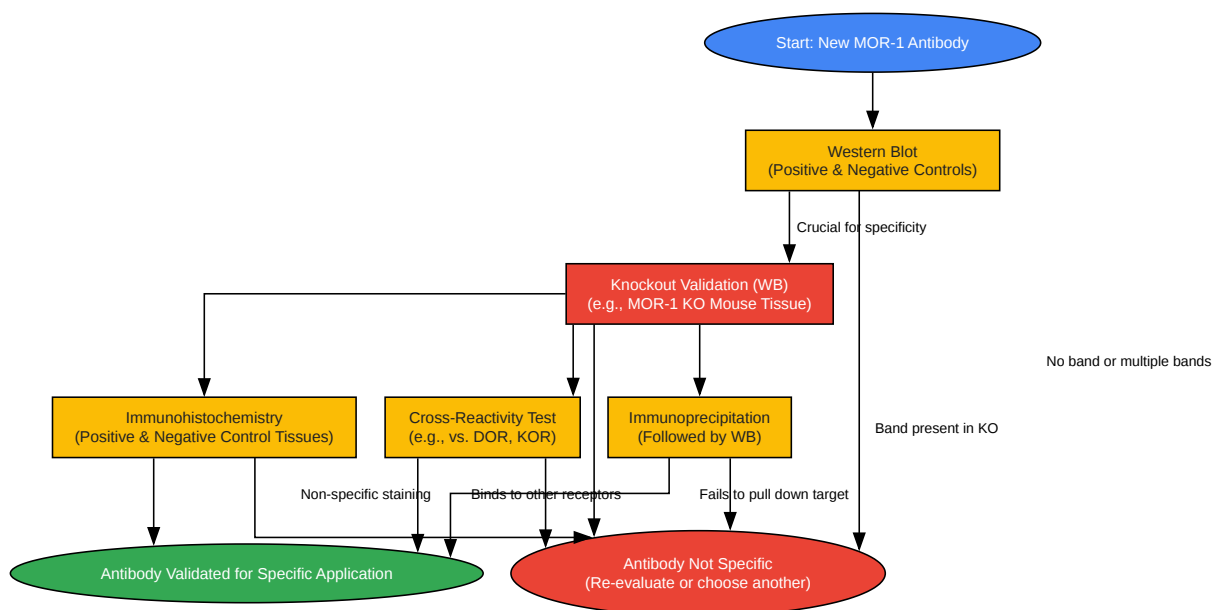 Start: New MOR-1 Antibody
Western Blot
(Positive & Negative Controls)
Crucial for specificity
Knockout Validation (WB)
(e.g., MOR-1 KO Mouse Tissue)
No band or multiple bands
Immunohistochemistry
(Positive & Negative Control Tissues)
Cross-Reactivity Test
(e.g., vs. DOR, KOR)
Immunoprecipitation
(Followed by WB)
Band present in KO
Non-specific staining
Binds to other receptors
Fails to pull down target
Antibody Validated for Specific Application
Antibody Not Specific
(Re-evaluate or choose another)